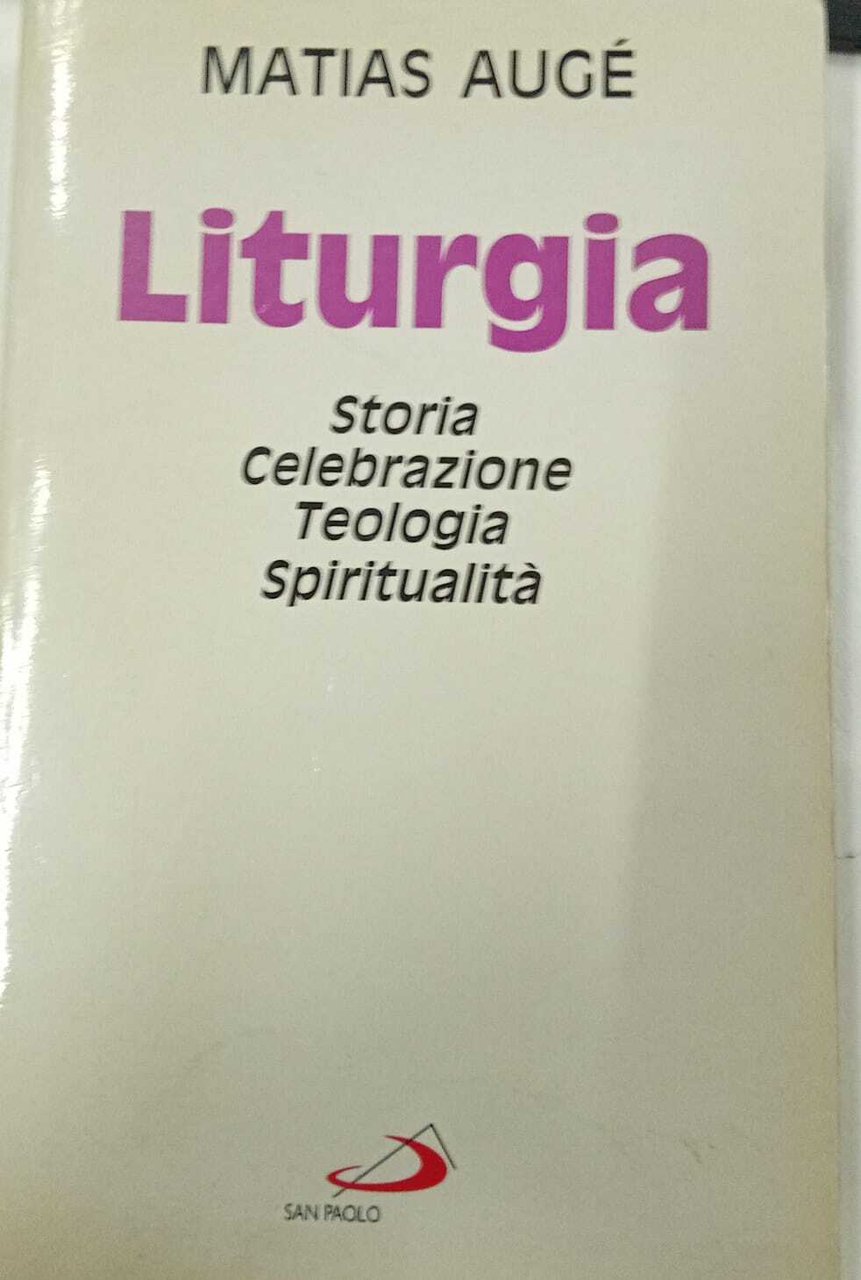 MATIAS AUGÉ
Liturgia
Storia
Celebrazione
Teologia
Spiritualità
SAN PAOLO